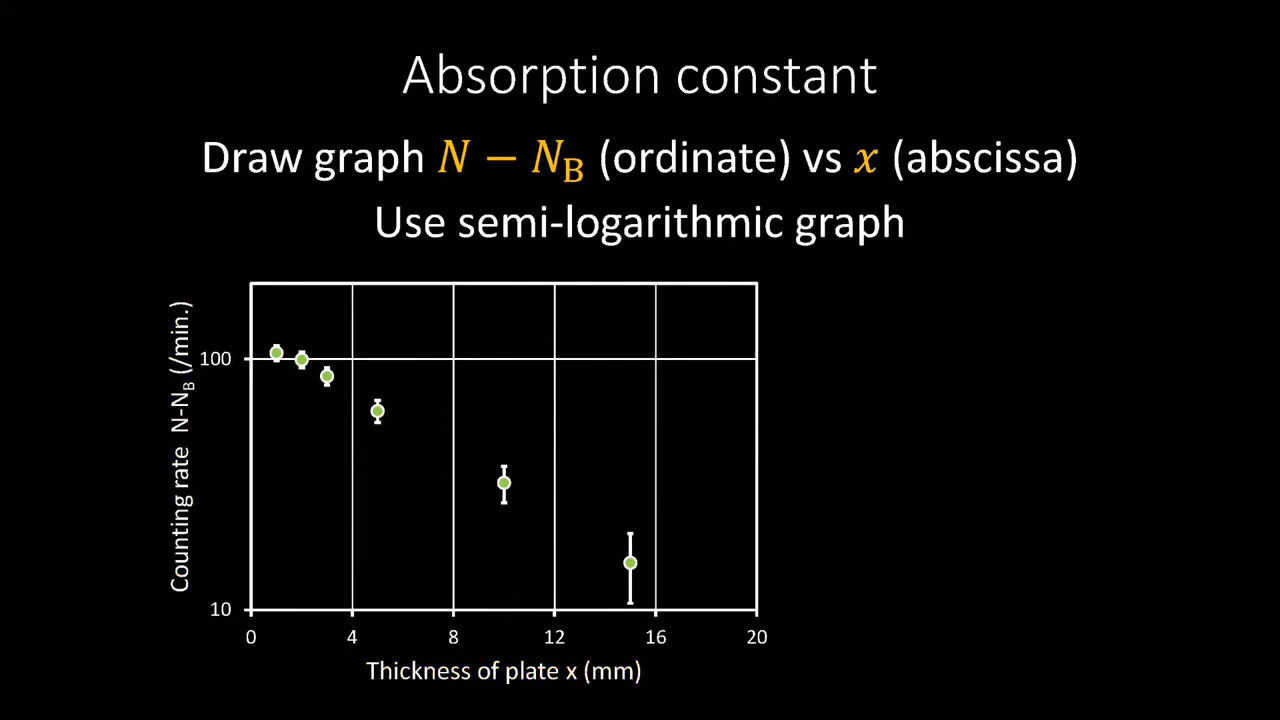 Absorption constant
Draw graph N − N_B (ordinate) vs x (abscissa)
Use semi-logarithmic graph
Counting rate N-N_B (/min.)
100
10
0 4 8 12 16 20
Thickness of plate x (mm)